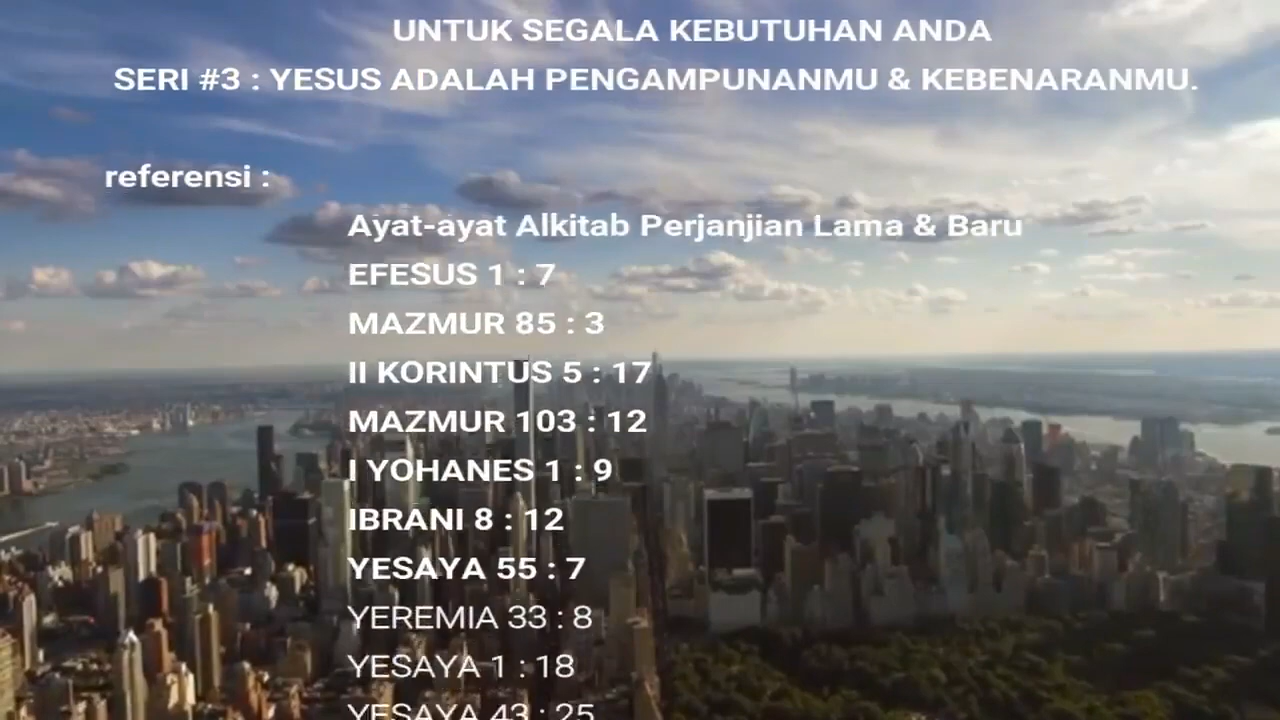 UNTUK SEGALA KEBUTUHAN ANDA
SERI #3 : YESUS ADALAH PENGAMPUNANMU & KEBENARANMU.
referensi :
Ayat-ayat Alkitab Perjanjian Lama & Baru
EFESUS 1 : 7
MAZMUR 85 : 3
II KORINTUS 5 : 17
MAZMUR 103 : 12
I YOHANES 1 : 9
IBRANI 8 : 12
YESAYA 55 : 7
YEREMIA 33 : 8
YESAYA 1 : 18
YESAYA 43 : 25